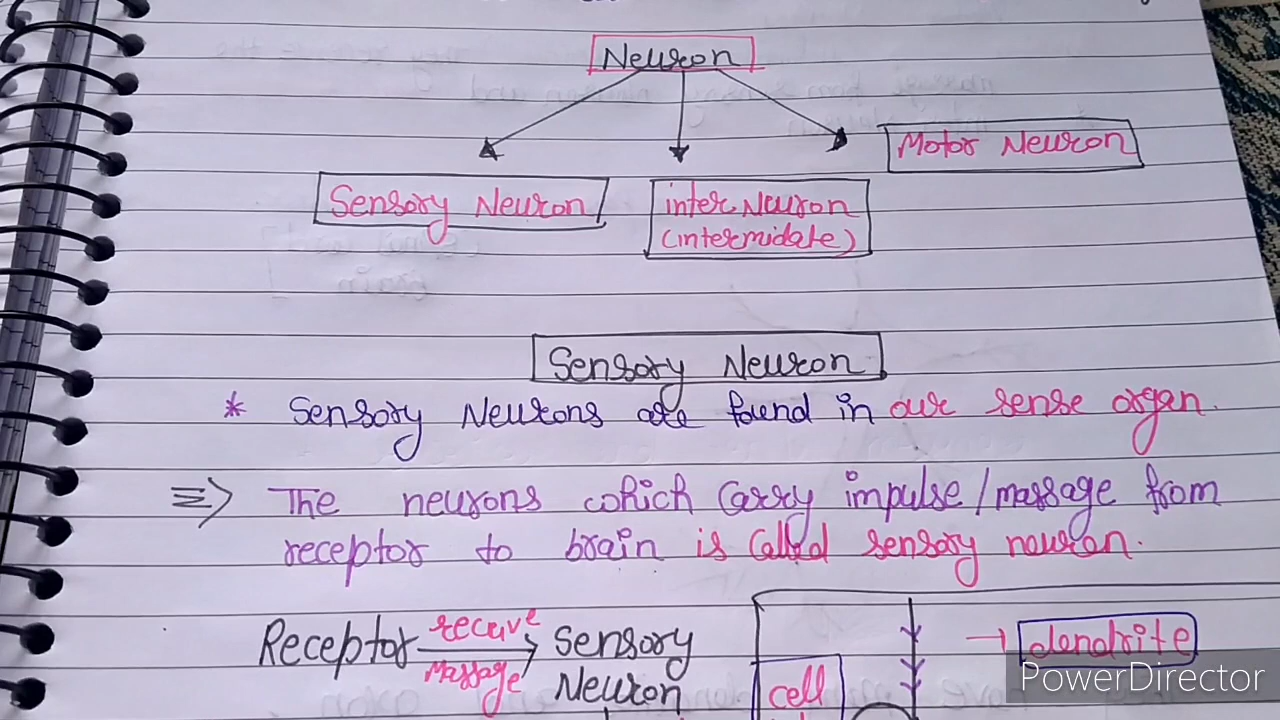 Neuron
Motor Neuron
Sensory Neuron
inter Neuron
(intermidate)
Sensory Neuron
* Sensory Neurons are found in our sense organ.
⇒ The neurons which Carry impulse/massage from
receptor to brain is Called sensory neuron.
Receptor receive Massage → Sensory
Neuron
→ dendrite
cell
PowerDirector